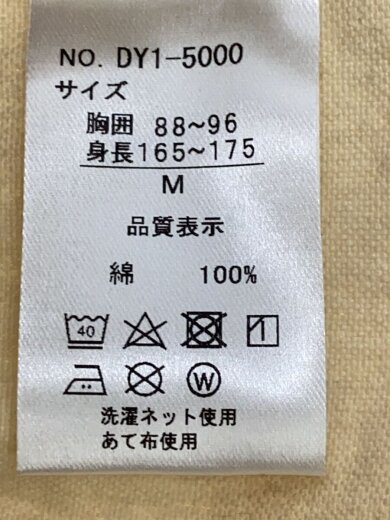 NO. DY1-5000
サイズ
胸囲 88~96
身長165~175
M
品質表示
綿 100%
40
W
洗濯ネット使用
あて布使用